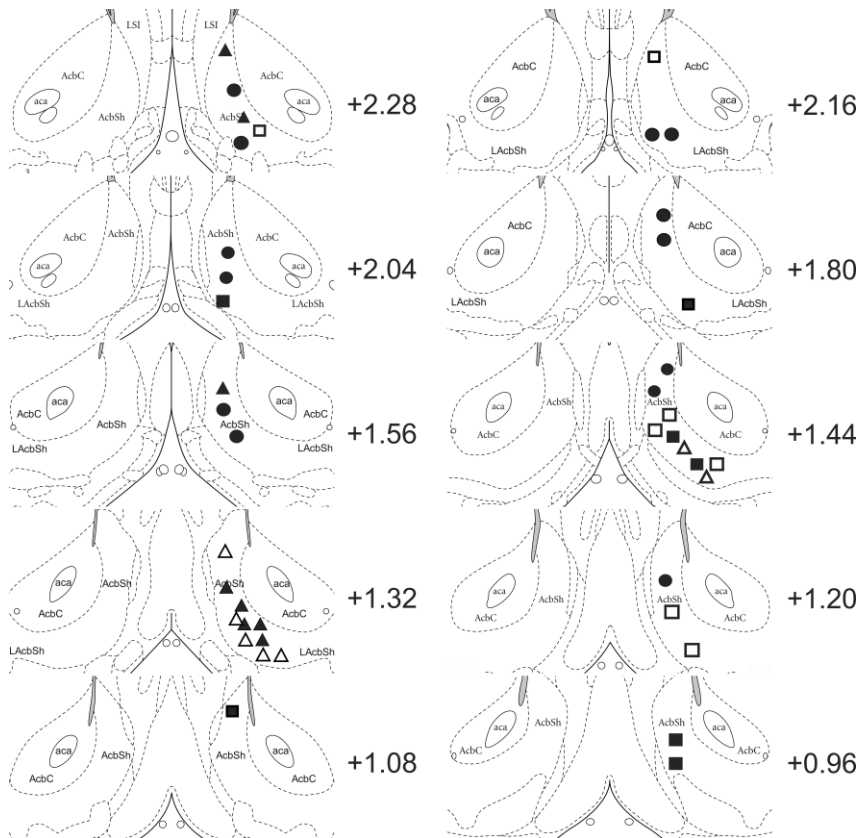 LSI LSI
AcbC AcbC
aca aca
AcbSh AcbSh
3
+2.28
AcbC AcbC
aca aca
LAcbSh LAcbSh
+2.16
AcbC AcbSh AcbSh AcbC
aca aca
LAcbSh LAcbSh
+2.04
AcbC AcbC
aca aca
LAcbSh LAcbSh
+1.80
aca aca
AcbC AcbSh AcbSh AcbC
LAcbSh LAcbSh
+1.56
aca AcbSh AcbSh aca
AcbC AcbC
+1.44
aca AcbSh AcbSh aca
AcbC AcbC
LAcbSh LAcbSh
+1.32
aca AcbSh AcbSh aca
AcbC AcbC
+1.20
aca AcbSh AcbSh aca
AcbC AcbC
+1.08
aca AcbSh AcbSh aca
AcbC AcbC
+0.96